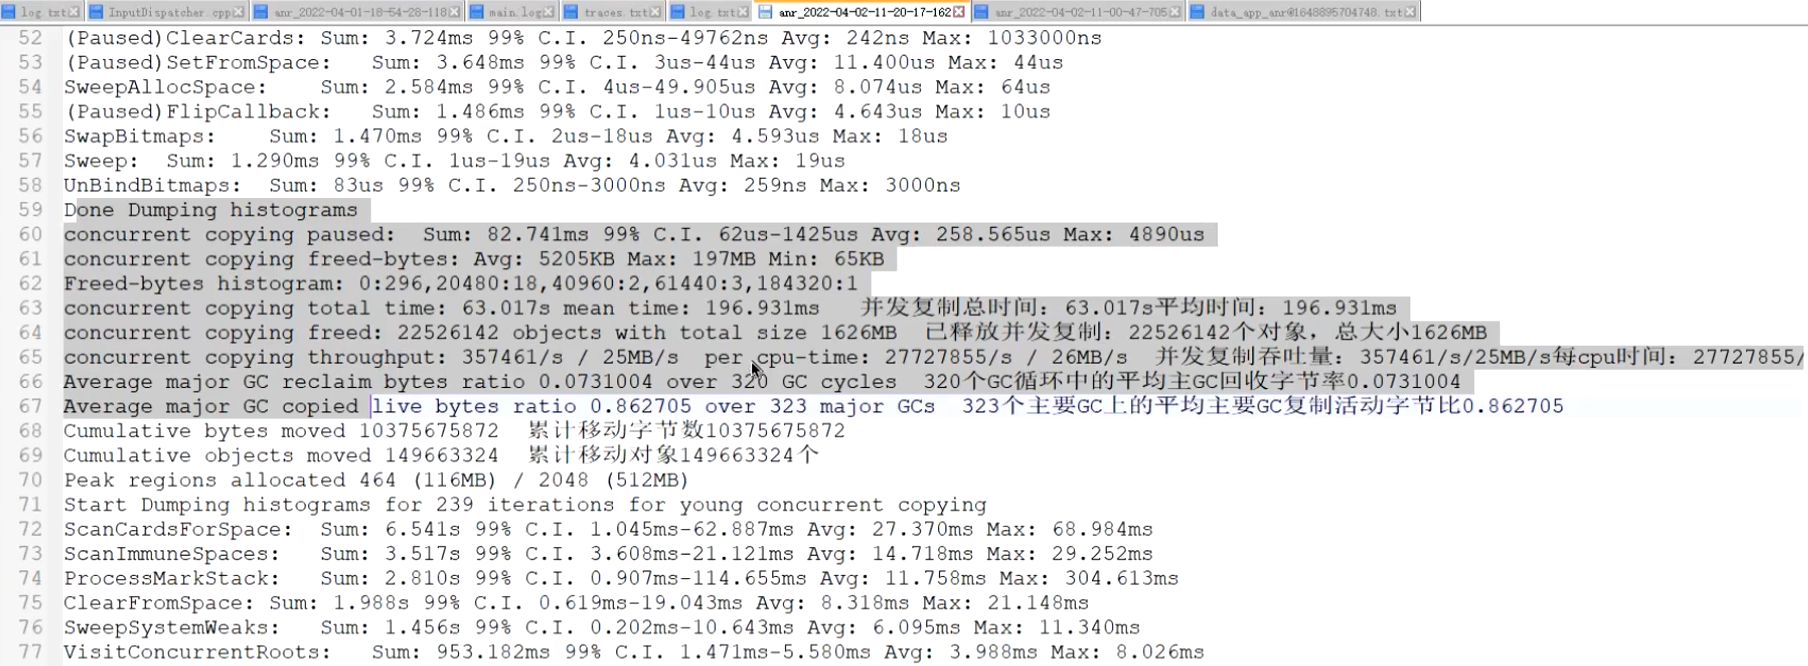 log.txt InputDispatcher.cpp anr_2022-04-01-18-54-28-118 main.log traces.txt log.txt anr_2022-04-02-11-20-17-162 anr_2022-04-02-11-00-47-705 data_app_anr@1648895704748.txt
52 (Paused)ClearCards: Sum: 3.724ms 99% C.I. 250ns-49762ns Avg: 242ns Max: 1033000ns
53 (Paused)SetFromSpace: Sum: 3.648ms 99% C.I. 3us-44us Avg: 11.400us Max: 44us
54 SweepAllocSpace: Sum: 2.584ms 99% C.I. 4us-49.905us Avg: 8.074us Max: 64us
55 (Paused)FlipCallback: Sum: 1.486ms 99% C.I. 1us-10us Avg: 4.643us Max: 10us
56 SwapBitmaps: Sum: 1.470ms 99% C.I. 2us-18us Avg: 4.593us Max: 18us
57 Sweep: Sum: 1.290ms 99% C.I. 1us-19us Avg: 4.031us Max: 19us
58 UnBindBitmaps: Sum: 83us 99% C.I. 250ns-3000ns Avg: 259ns Max: 3000ns
59 Done Dumping histograms
60 concurrent copying paused: Sum: 82.741ms 99% C.I. 62us-1425us Avg: 258.565us Max: 4890us
61 concurrent copying freed-bytes: Avg: 5205KB Max: 197MB Min: 65KB
62 Freed-bytes histogram: 0:296,20480:18,40960:2,61440:3,184320:1
63 concurrent copying total time: 63.017s mean time: 196.931ms 并发复制总时间：63.017s平均时间：196.931ms
64 concurrent copying freed: 22526142 objects with total size 1626MB 已释放并发复制：22526142个对象，总大小1626MB
65 concurrent copying throughput: 357461/s / 25MB/s per cpu-time: 27727855/s / 26MB/s 并发复制吞吐量：357461/s/25MB/s每cpu时间：27727855/
66 Average major GC reclaim bytes ratio 0.0731004 over 320 GC cycles 320个GC循环中的平均主GC回收字节率0.0731004
67 Average major GC copied live bytes ratio 0.862705 over 323 major GCs 323个主要GC上的平均主要GC复制活动字节比0.862705
68 Cumulative bytes moved 10375675872 累计移动字节数10375675872
69 Cumulative objects moved 149663324 累计移动对象149663324个
70 Peak regions allocated 464 (116MB) / 2048 (512MB)
71 Start Dumping histograms for 239 iterations for young concurrent copying
72 ScanCardsForSpace: Sum: 6.541s 99% C.I. 1.045ms-62.887ms Avg: 27.370ms Max: 68.984ms
73 ScanImmuneSpaces: Sum: 3.517s 99% C.I. 3.608ms-21.121ms Avg: 14.718ms Max: 29.252ms
74 ProcessMarkStack: Sum: 2.810s 99% C.I. 0.907ms-114.655ms Avg: 11.758ms Max: 304.613ms
75 ClearFromSpace: Sum: 1.988s 99% C.I. 0.619ms-19.043ms Avg: 8.318ms Max: 21.148ms
76 SweepSystemWeaks: Sum: 1.456s 99% C.I. 0.202ms-10.643ms Avg: 6.095ms Max: 11.340ms
77 VisitConcurrentRoots: Sum: 953.182ms 99% C.I. 1.471ms-5.580ms Avg: 3.988ms Max: 8.026ms